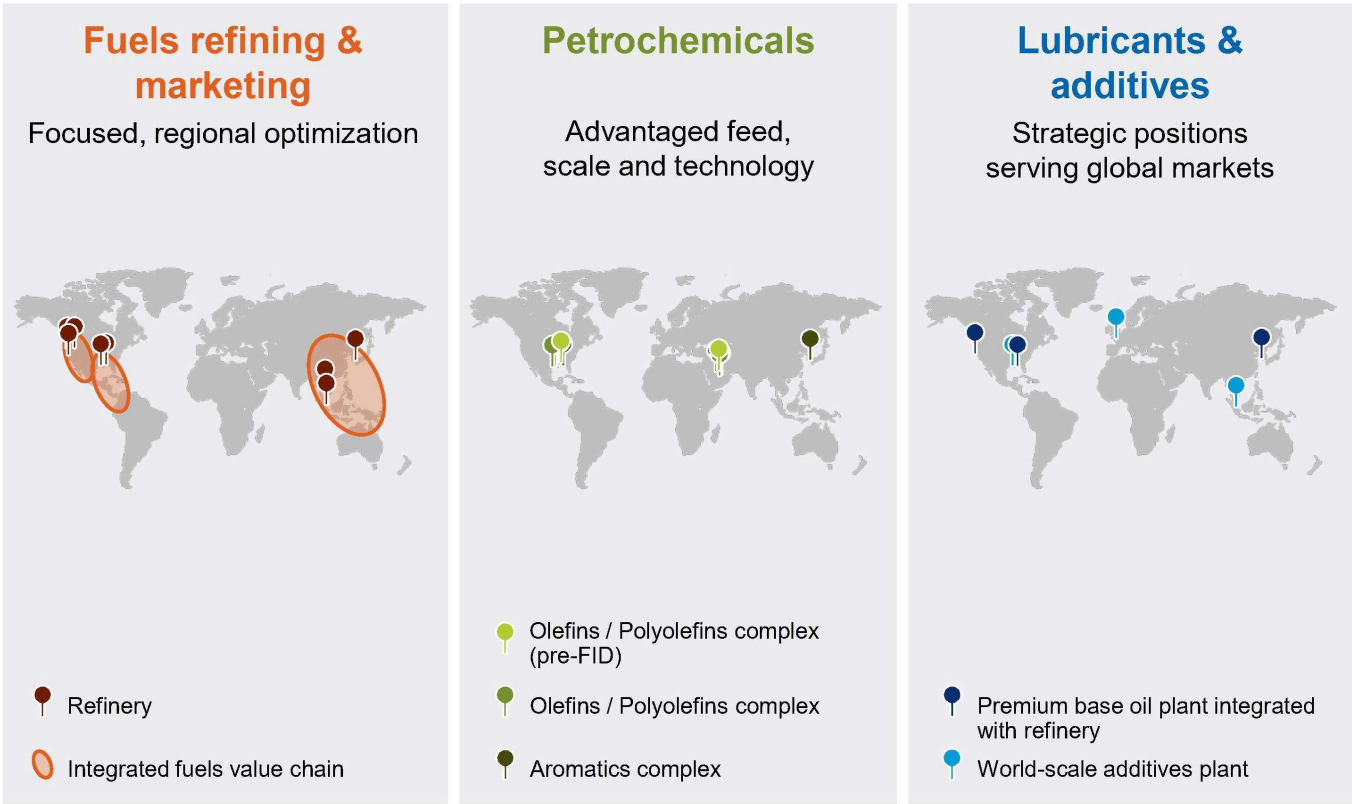 Fuels refining &
marketing
Focused, regional optimization
Refinery
Integrated fuels value chain
Petrochemicals
Advantaged feed,
scale and technology
Olefins / Polyolefins complex
(pre-FID)
Olefins / Polyolefins complex
Aromatics complex
Lubricants &
additives
Strategic positions
serving global markets
Premium base oil plant integrated
with refinery
World-scale additives plant